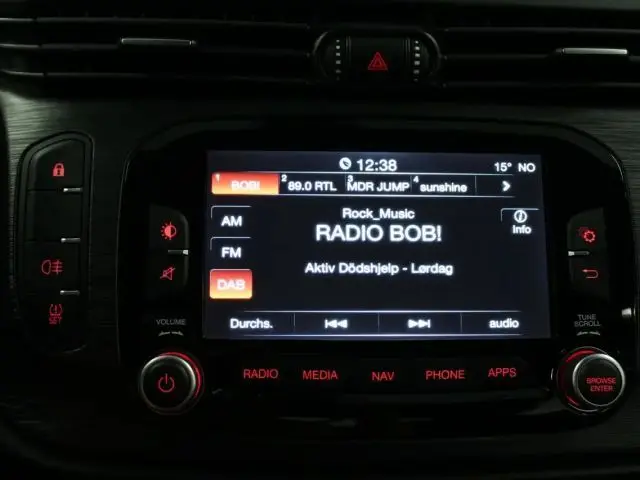 12:38
15° NO
1 BOB! 2 89.0 RTL 3 MDR JUMP 4 sunshine
AM
Rock_Music
RADIO BOB!
Info
FM
Aktiv Dödshjelp - Lørdag
DAB
Durchs. audio
SET
VOLUME
TUNE
SCROLL
RADIO MEDIA NAV PHONE APPS
BROWSE
ENTER